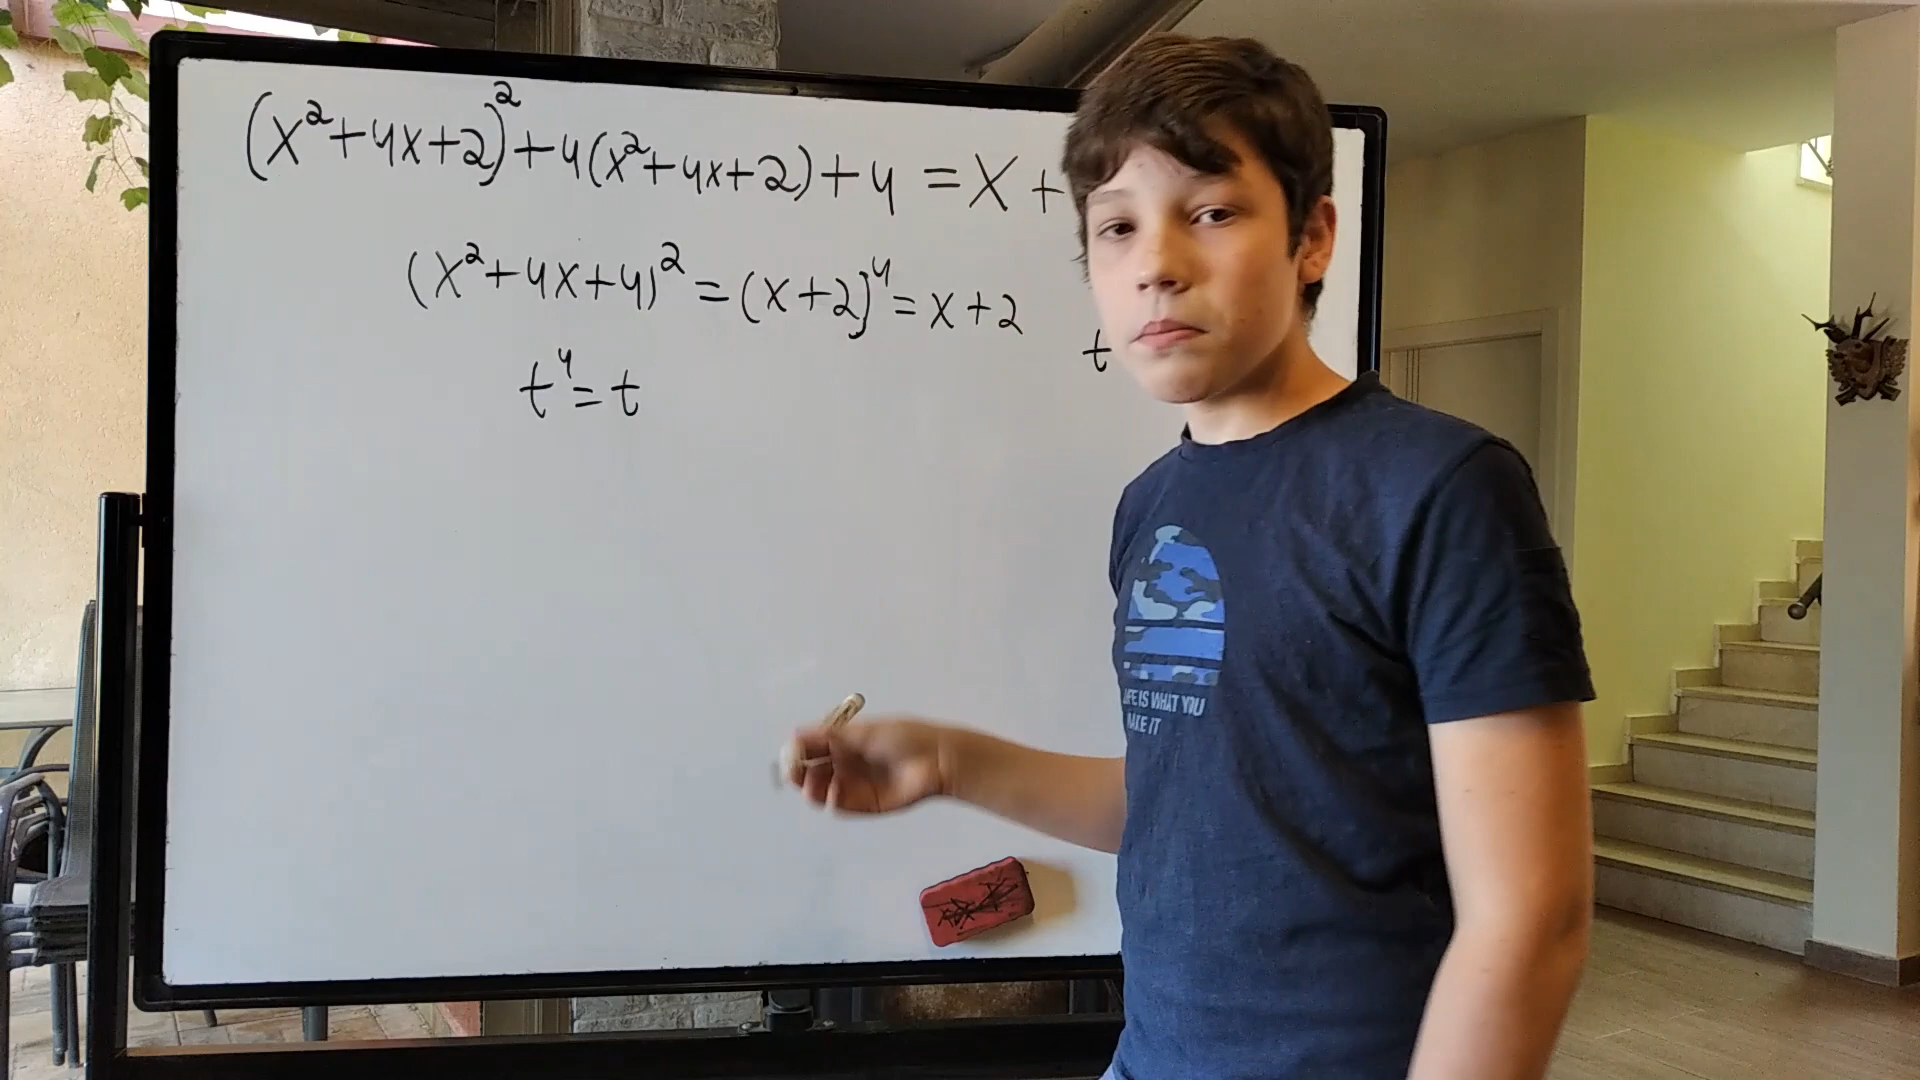 (x²+4x+2)²+4(x²+4x+2)+4 = x +
(x²+4x+4)² = (x+2)⁴ = x+2
t
t⁴ = t
LIFE IS WHAT YOU
MAKE IT